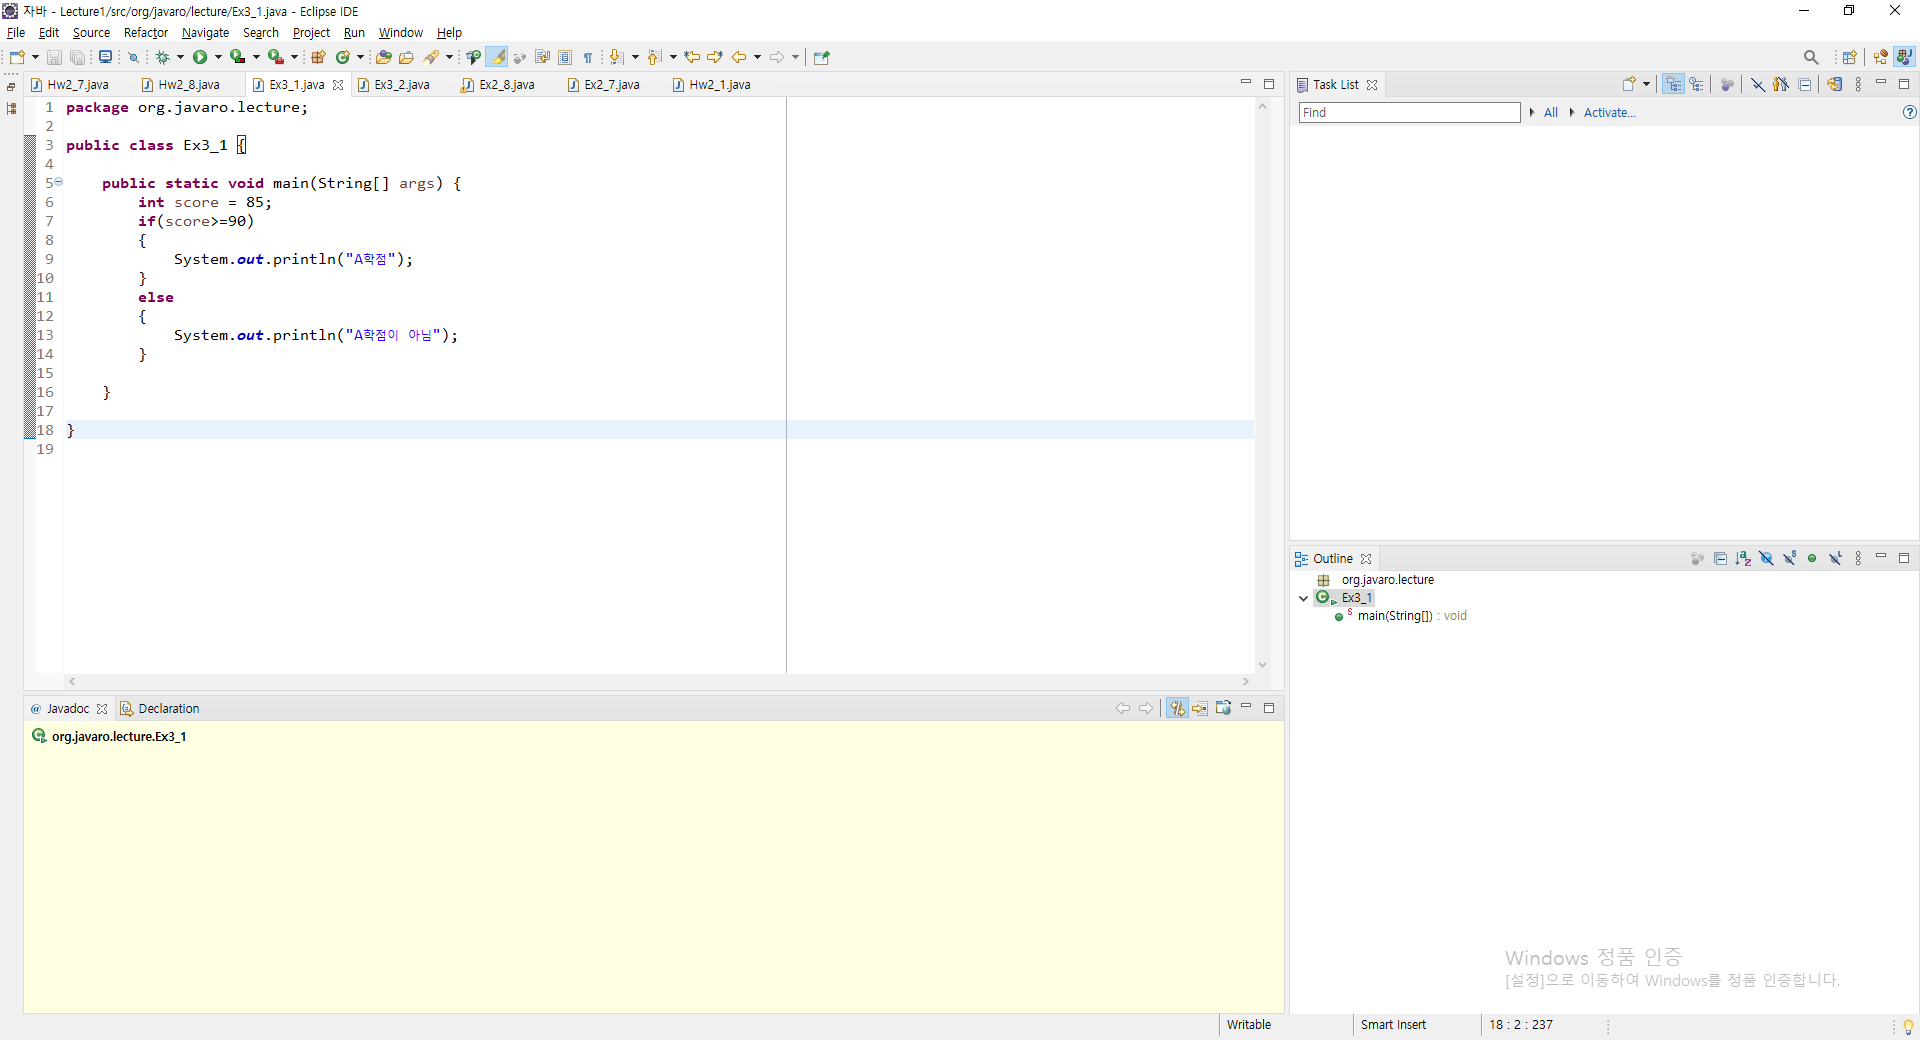 자바 - Lecture1/src/org/javaro/lecture/Ex3_1.java - Eclipse IDE
File Edit Source Refactor Navigate Search Project Run Window Help
Hw2_7.java Hw2_8.java Ex3_1.java Ex3_2.java Ex2_8.java Ex2_7.java Hw2_1.java
1 package org.javaro.lecture;
2
3 public class Ex3_1 {
4
5 public static void main(String[] args) {
6 int score = 85;
7 if(score>=90)
8 {
9 System.out.println("A학점");
10 }
11 else
12 {
13 System.out.println("A학점이 아님");
14 }
15
16 }
17
18 }
19
Task List
Find All Activate...
Outline
org.javaro.lecture
Ex3_1
main(String[]) : void
@ Javadoc Declaration
org.javaro.lecture.Ex3_1
Windows 정품 인증
[설정]으로 이동하여 Windows를 정품 인증합니다.
Writable Smart Insert 18 : 2 : 237